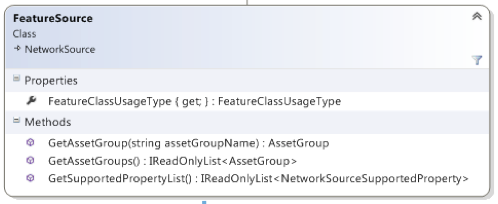 FeatureSource
Class
NetworkSource
Properties
FeatureClassUsageType { get; } : FeatureClassUsageType
Methods
GetAssetGroup(string assetGroupName) : AssetGroup
GetAssetGroups() : IReadOnlyList<AssetGroup>
GetSupportedPropertyList() : IReadOnlyList<NetworkSourceSupportedProperty>